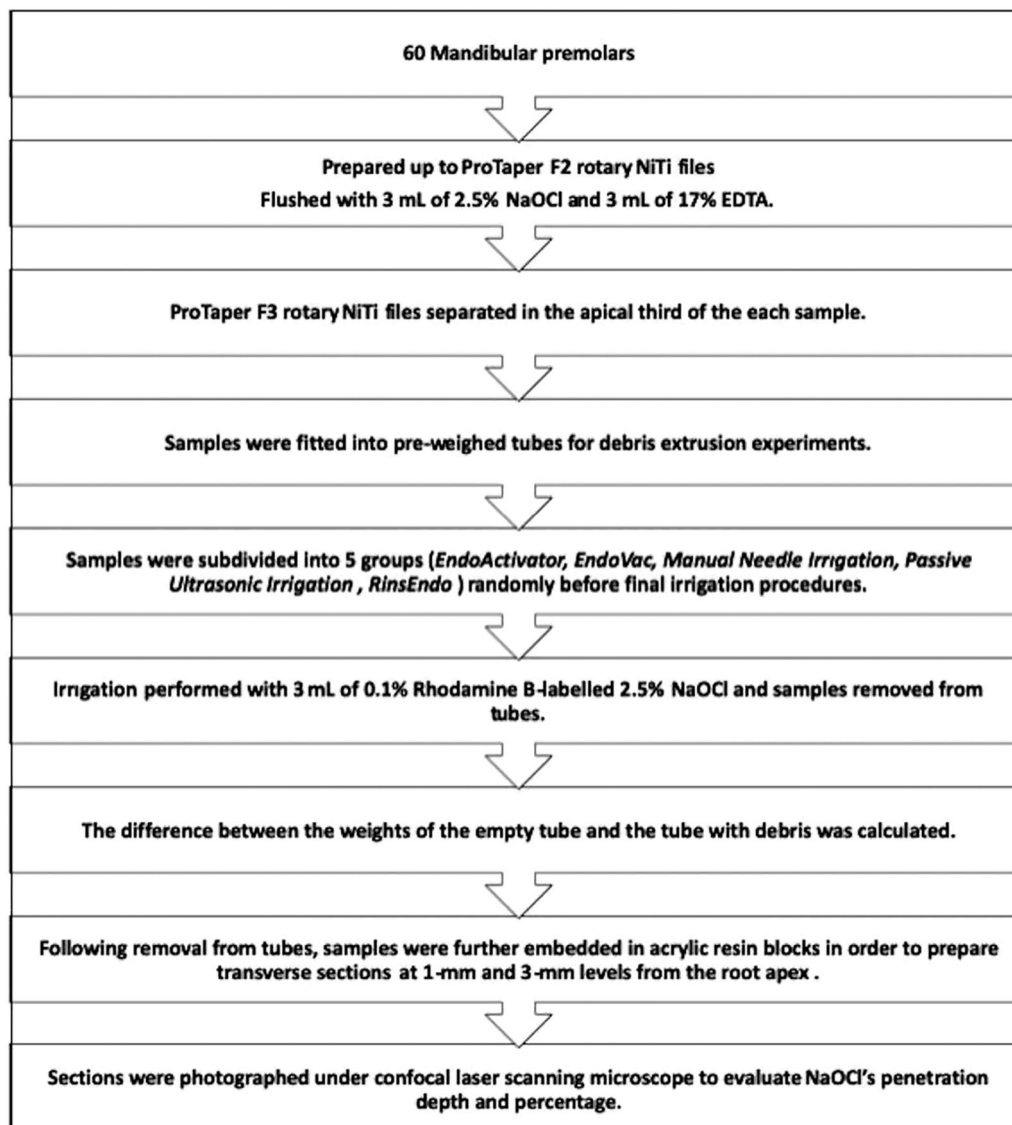 60 Mandibular premolars
Prepared up to ProTaper F2 rotary NiTi files
Flushed with 3 mL of 2.5% NaOCl and 3 mL of 17% EDTA.
ProTaper F3 rotary NiTi files separated in the apical third of the each sample.
Samples were fitted into pre-weighed tubes for debris extrusion experiments.
Samples were subdivided into 5 groups (EndoActivator, EndoVac, Manual Needle Irrigation, Passive
Ultrasonic Irrigation , RinsEndo ) randomly before final irrigation procedures.
Irrigation performed with 3 mL of 0.1% Rhodamine B-labelled 2.5% NaOCl and samples removed from
tubes.
The difference between the weights of the empty tube and the tube with debris was calculated.
Following removal from tubes, samples were further embedded in acrylic resin blocks in order to prepare
transverse sections at 1-mm and 3-mm levels from the root apex .
Sections were photographed under confocal laser scanning microscope to evaluate NaOCl's penetration
depth and percentage.